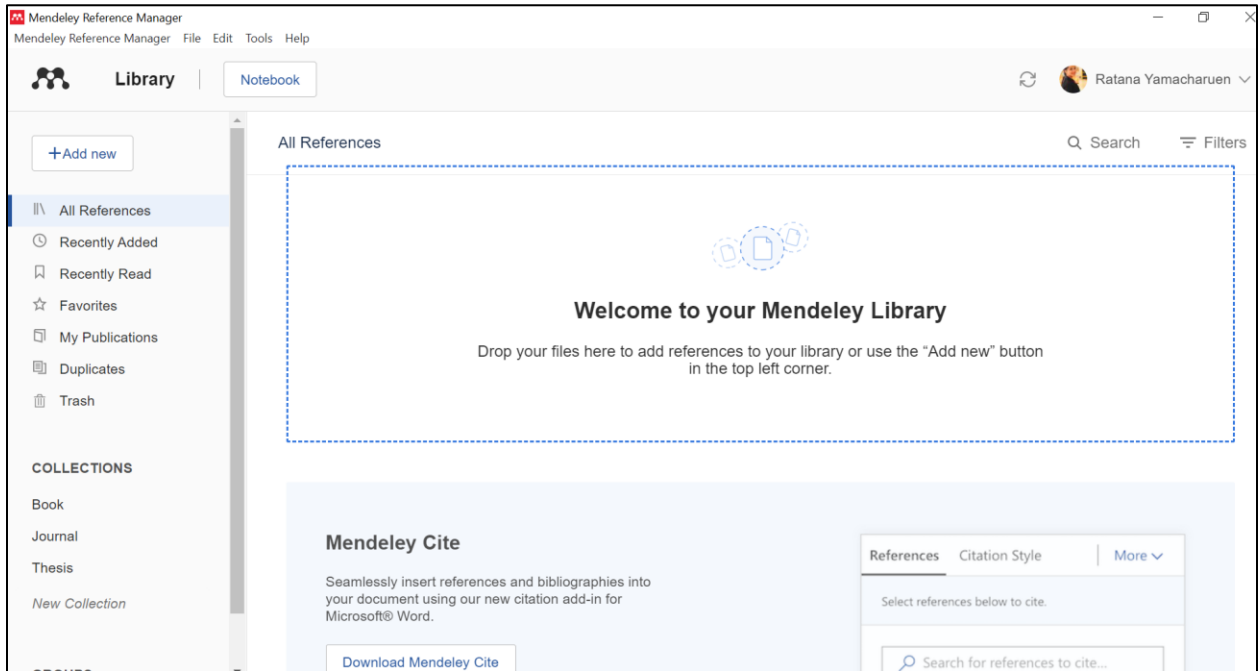 Mendeley Reference Manager
Mendeley Reference Manager File Edit Tools Help
Library
Notebook
Ratana Yamacharuen
+Add new
All References
Recently Added
Recently Read
Favorites
My Publications
Duplicates
Trash
COLLECTIONS
Book
Journal
Thesis
New Collection
All References
Search
Filters
Welcome to your Mendeley Library
Drop your files here to add references to your library or use the “Add new” button
in the top left corner.
Mendeley Cite
Seamlessly insert references and bibliographies into
your document using our new citation add-in for
Microsoft® Word.
Download Mendeley Cite
References Citation Style More
Select references below to cite.
Search for references to cite...